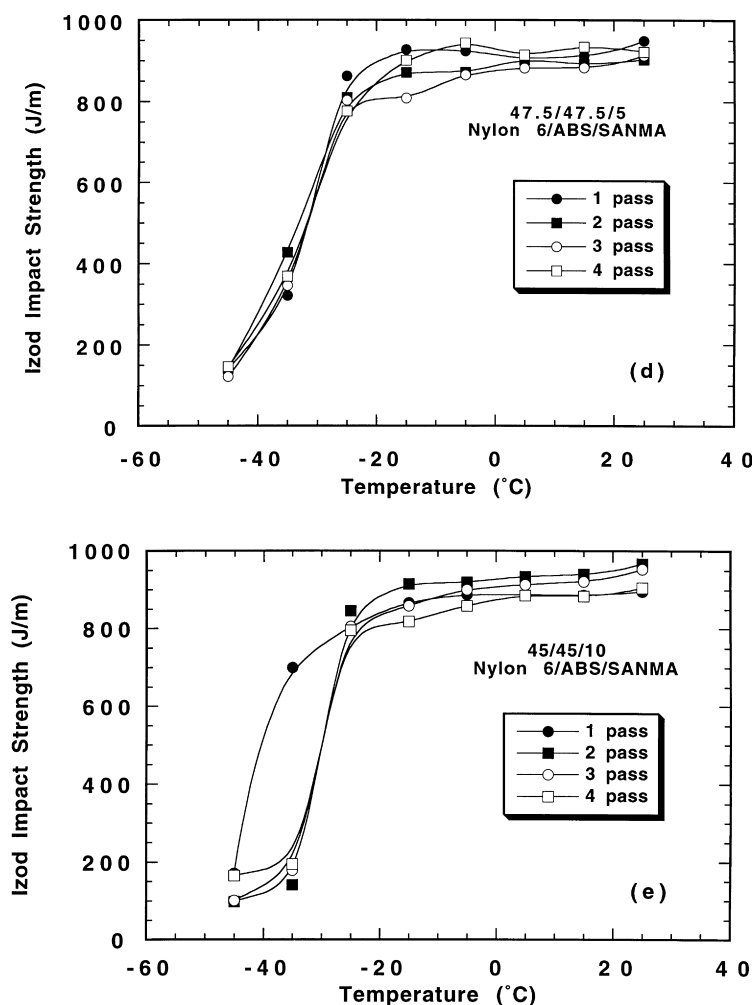 1000
800
600
400
200
0
Izod Impact Strength (J/m)
47.5/47.5/5
Nylon 6/ABS/SANMA
1 pass
2 pass
3 pass
4 pass
(d)
-60 -40 -20 0 20 40
Temperature (˚C)
1000
800
600
400
200
0
Izod Impact Strength (J/m)
45/45/10
Nylon 6/ABS/SANMA
1 pass
2 pass
3 pass
4 pass
(e)
-60 -40 -20 0 20 40
Temperature (˚C)